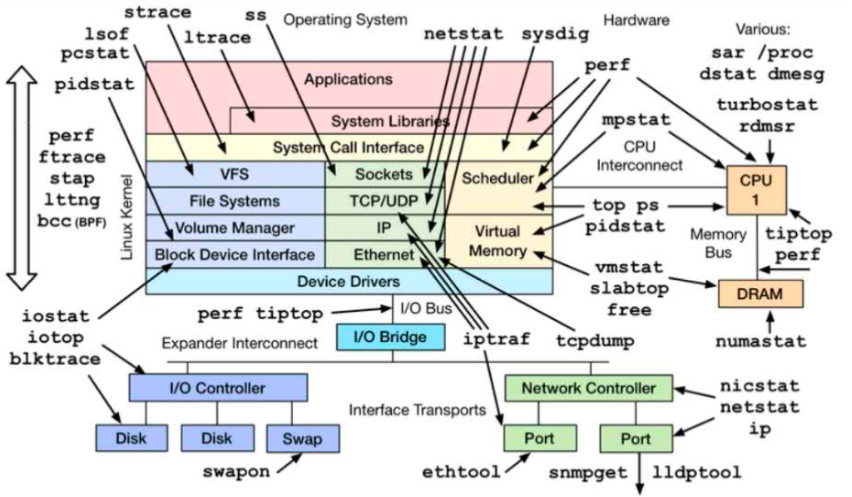 strace
ss
Operating System
Hardware
Various:
lsof
ltrace
netstat
sysdig
sar /proc
pcstat
dstat dmesg
pidstat
Applications
perf
turbostat
rdmsr
System Libraries
mpstat
perf
ftrace
stap
lttng
bcc (BPF)
Linux Kernel
System Call Interface
CPU
Interconnect
VFS
Sockets
Scheduler
CPU
1
File Systems
TCP/UDP
top ps
pidstat
Volume Manager
IP
Virtual
Memory
Memory
Bus
tiptop
perf
Block Device Interface
Ethernet
vmstat
slabtop
free
Device Drivers
DRAM
iostat
iotop
blktrace
perf tiptop
I/O Bus
Expander Interconnect
I/O Bridge
iptraf
tcpdump
numastat
I/O Controller
Network Controller
nicstat
netstat
ip
Interface Transports
Disk
Disk
Swap
Port
Port
swapon
ethtool
snmpget
lldptool